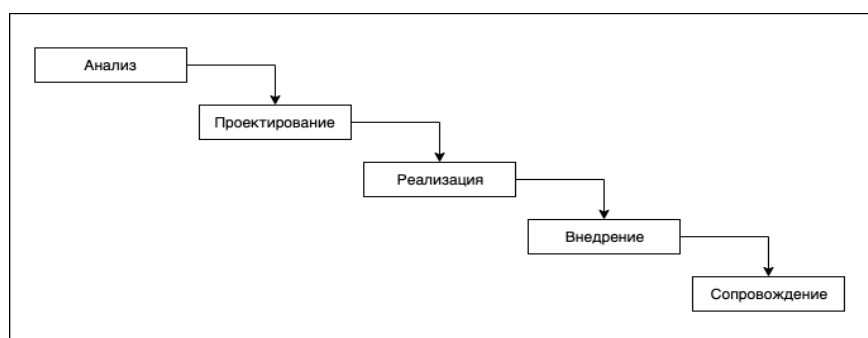 Анализ
Проектирование
Реализация
Внедрение
Сопровождение